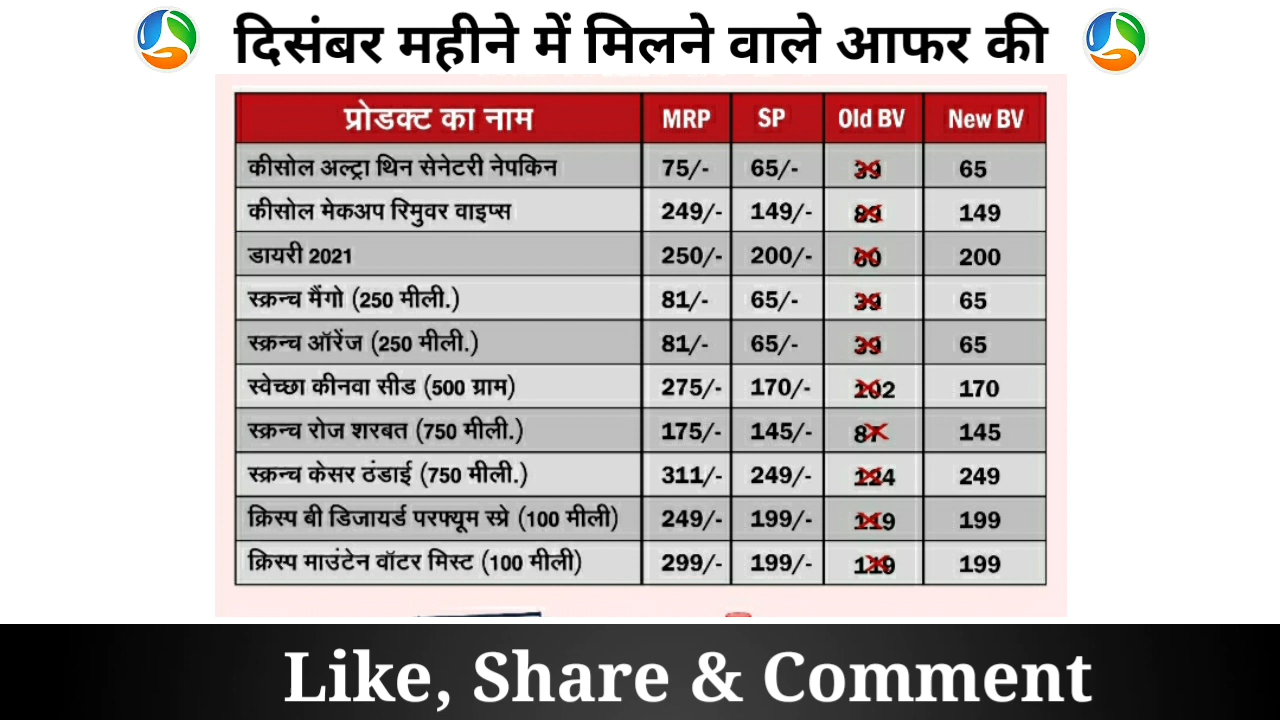 दिसंबर महीने में मिलने वाले आफर की
प्रोडक्ट का नाम MRP SP Old BV New BV
कीसोल अल्ट्रा थिन सेनेटरी नेपकिन 75/- 65/- 39 65
कीसोल मेकअप रिमुवर वाइप्स 249/- 149/- 89 149
डायरी 2021 250/- 200/- 60 200
स्क्रन्च मैंगो (250 मीली.) 81/- 65/- 39 65
स्क्रन्च ऑरेंज (250 मीली.) 81/- 65/- 39 65
स्वेच्छा कीनवा सीड (500 ग्राम) 275/- 170/- 102 170
स्क्रन्च रोज शरबत (750 मीली.) 175/- 145/- 87 145
स्क्रन्च केसर ठंडाई (750 मीली.) 311/- 249/- 124 249
क्रिस्प बी डिजायर्ड परफ्यूम स्प्रे (100 मीली) 249/- 199/- 119 199
क्रिस्प माउंटेन वॉटर मिस्ट (100 मीली) 299/- 199/- 119 199
Like, Share & Comment